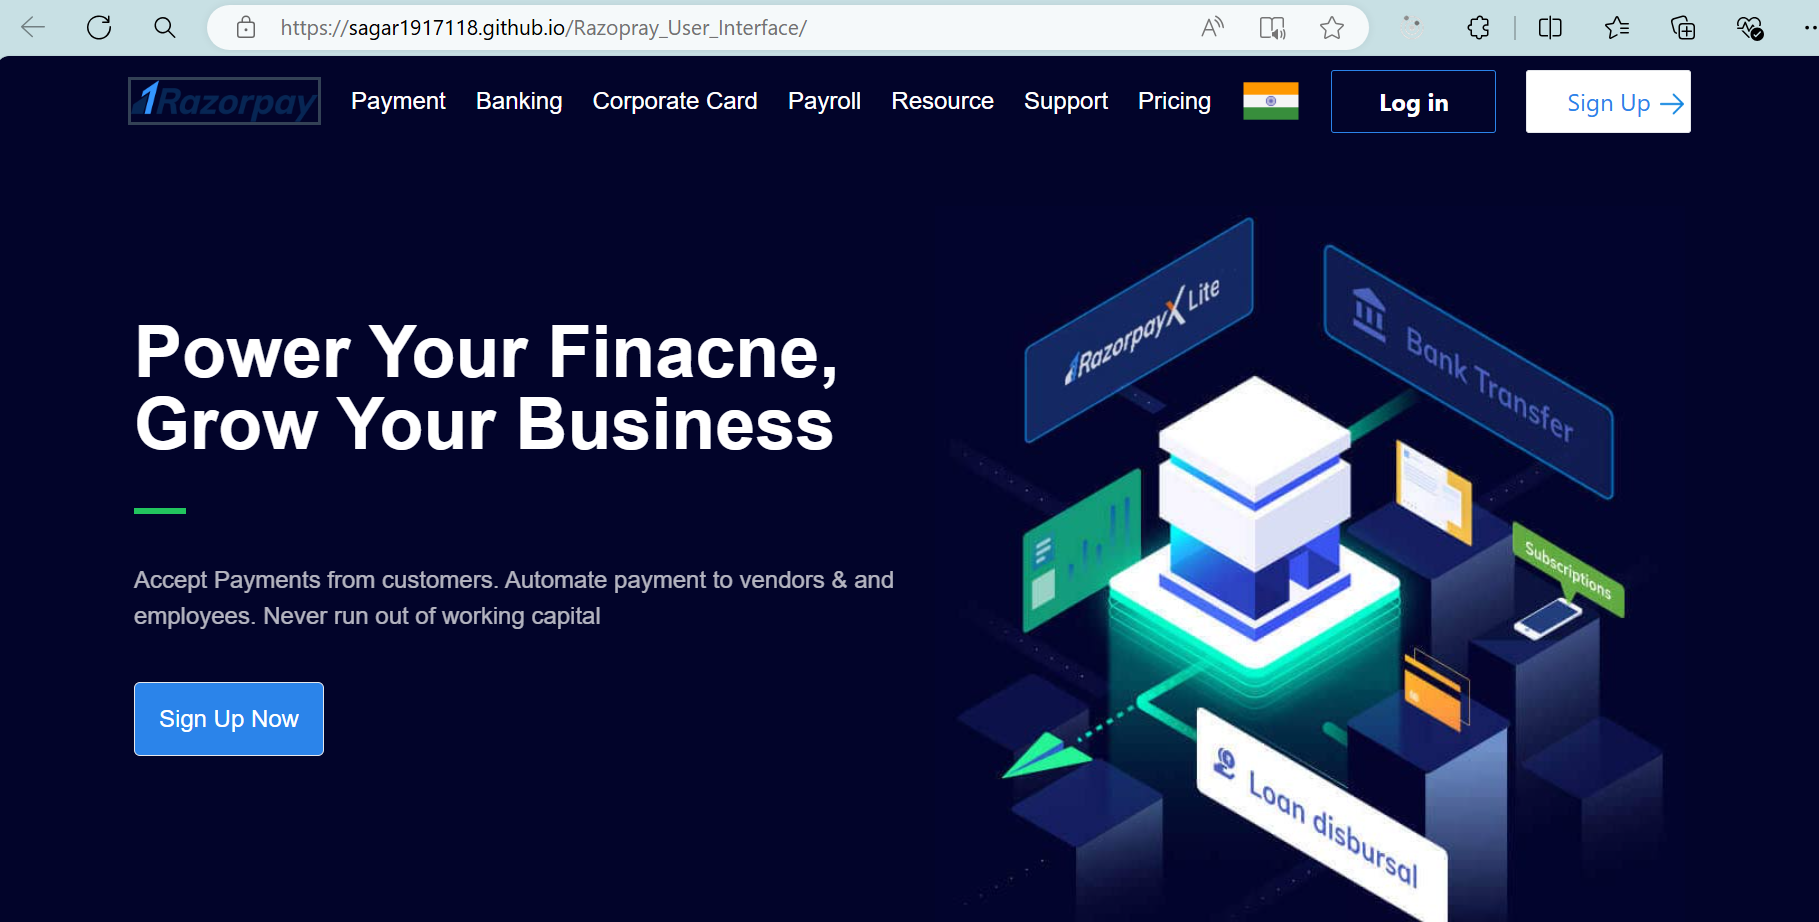 https://sagar1917118.github.io/Razopray_User_Interface/
Razorpay Payment Banking Corporate Card Payroll Resource Support Pricing Log in Sign Up
Power Your Finacne,
Grow Your Business
Accept Payments from customers. Automate payment to vendors & and
employees. Never run out of working capital
Sign Up Now
RazorpayX Lite
Bank Transfer
Subscriptions
Loan disbursal